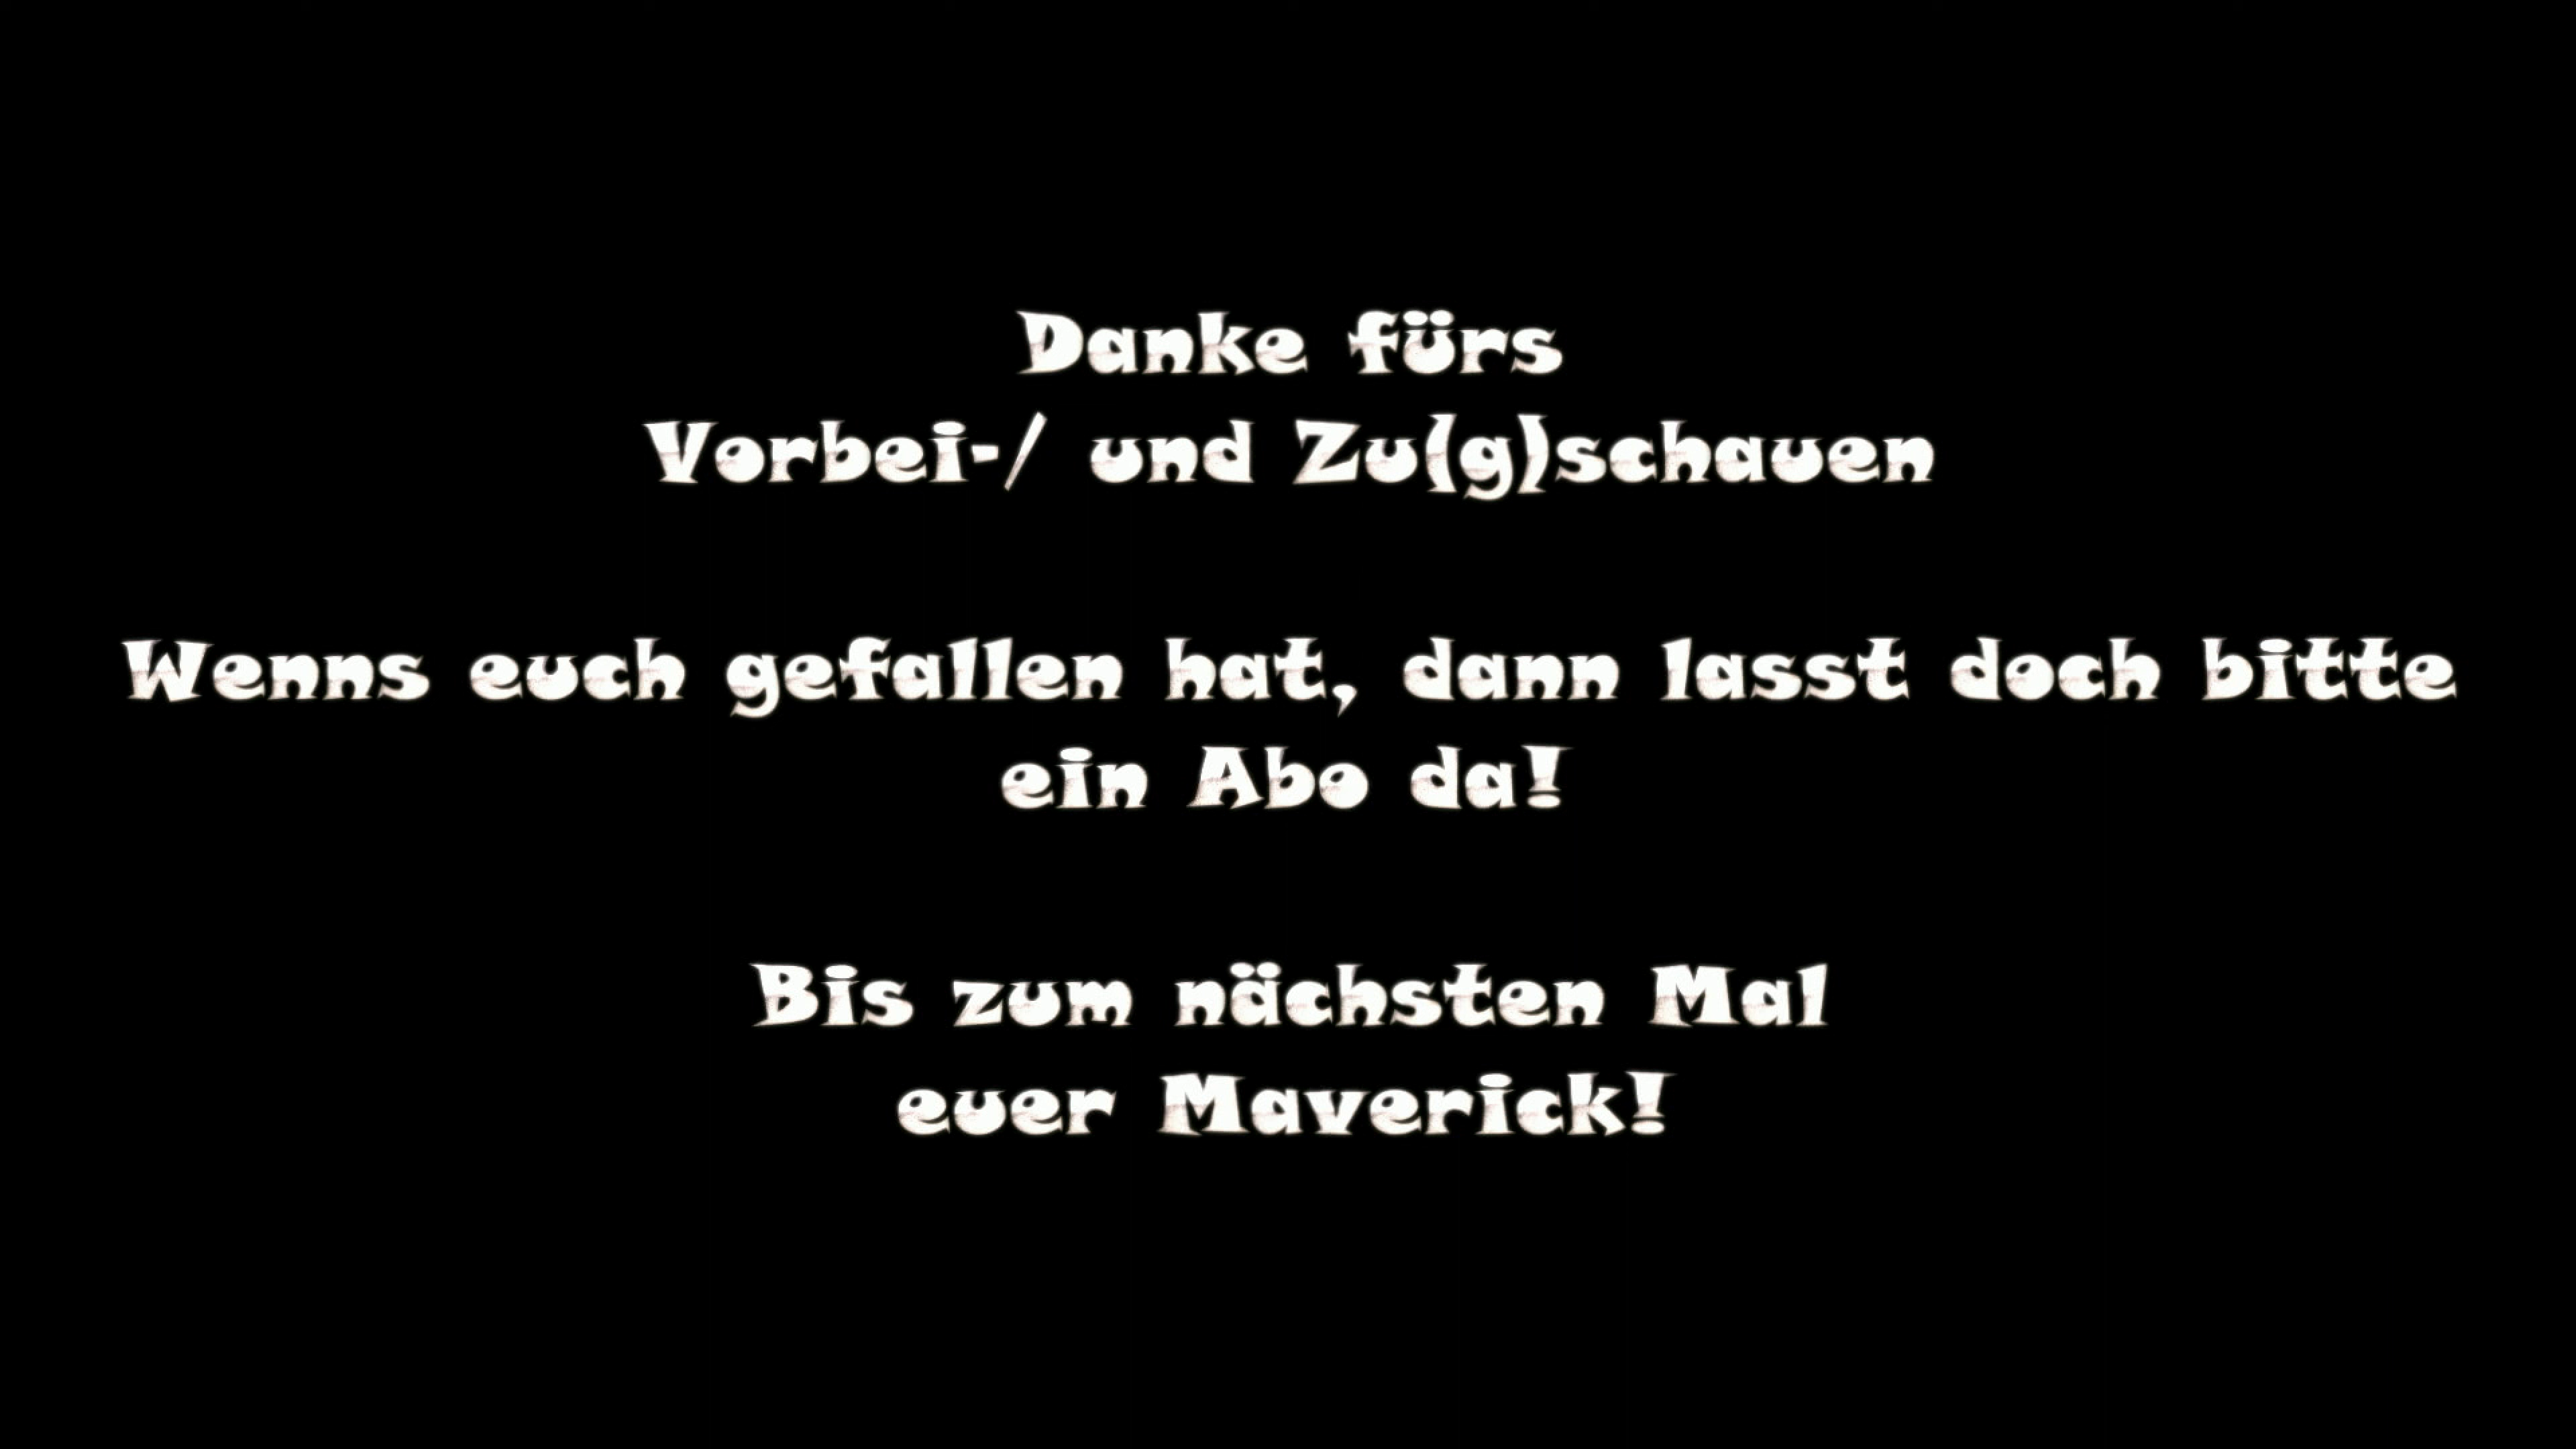 Danke fürs
Vorbei-/ und Zu(g)schauen
Wenns euch gefallen hat, dann lasst doch bitte
ein Abo da!
Bis zum nächsten Mal
euer Maverick!